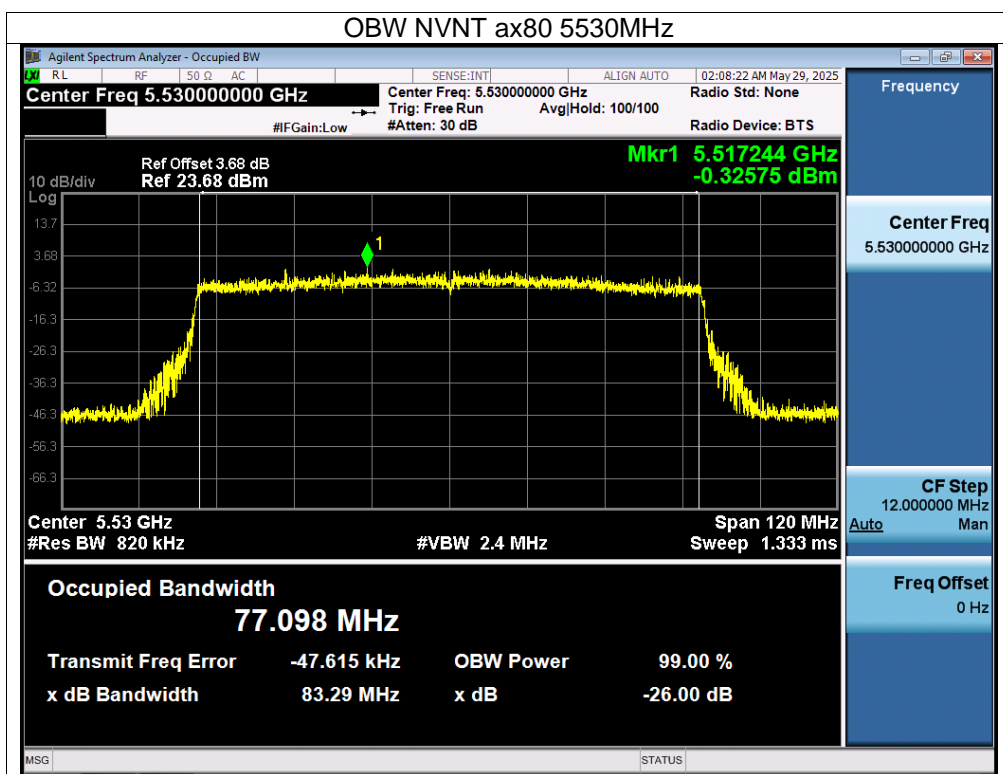 OBW NVNT ax80 5530MHz
Agilent Spectrum Analyzer - Occupied BW
LXI RL RF 50 Ω AC SENSE:INT ALIGN AUTO 02:08:22 AM May 29, 2025
Center Freq 5.530000000 GHz Center Freq: 5.530000000 GHz Radio Std: None
Trig: Free Run Avg|Hold: 100/100
#IFGain:Low #Atten: 30 dB Radio Device: BTS
Ref Offset 3.68 dB Mkr1 5.517244 GHz
10 dB/div Ref 23.68 dBm -0.32575 dBm
Log
13.7
1
3.68
-6.32
-16.3
-26.3
-36.3
-46.3
-56.3
-66.3
Center 5.53 GHz Span 120 MHz
#Res BW 820 kHz #VBW 2.4 MHz Sweep 1.333 ms
Occupied Bandwidth
77.098 MHz
Transmit Freq Error -47.615 kHz OBW Power 99.00 %
x dB Bandwidth 83.29 MHz x dB -26.00 dB
MSG STATUS
Frequency
Center Freq
5.530000000 GHz
CF Step
12.000000 MHz
Auto Man
Freq Offset
0 Hz